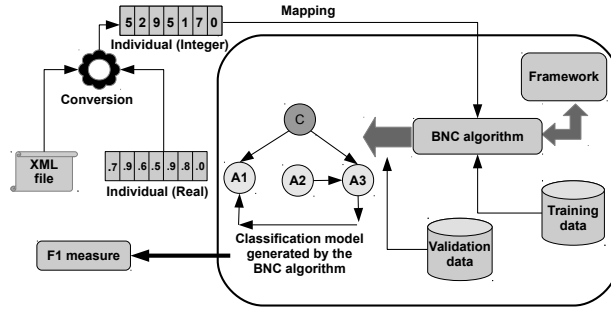 5 2 9 5 1 7 0
Mapping
Individual (Integer)
Conversion
Framework
XML
file
.7 .9 .6 .5 .9 .8 .0
Individual (Real)
C
BNC algorithm
A1
A2
A3
Classification model
generated by the
BNC algorithm
Training
data
Validation
data
F1 measure